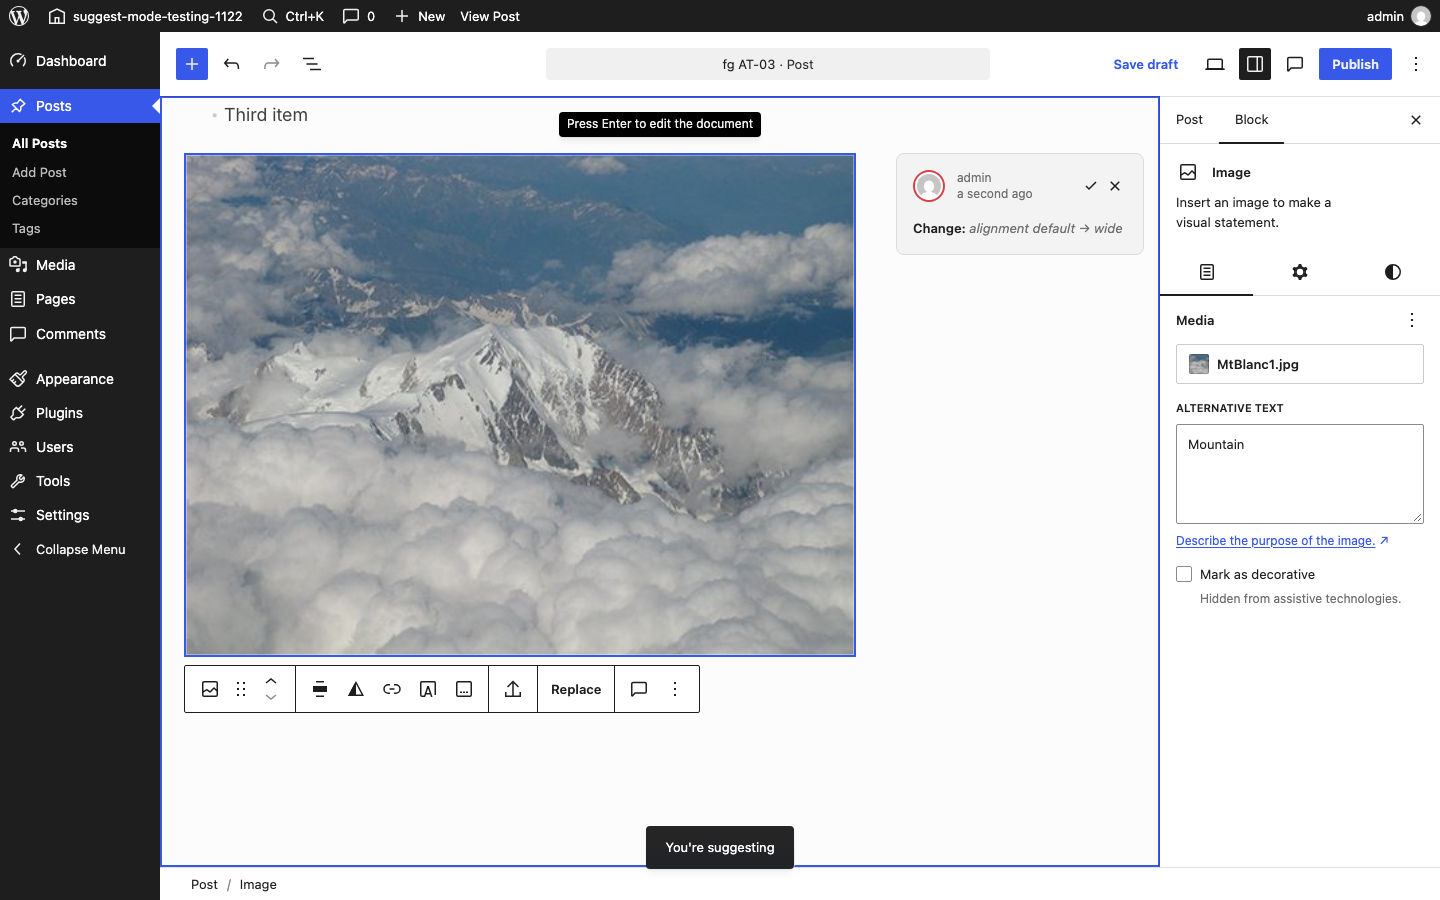 suggest-mode-testing-1122
Ctrl+K
0
New
View Post
admin
Dashboard
Posts
All Posts
Add Post
Categories
Tags
Media
Pages
Comments
Appearance
Plugins
Users
Tools
Settings
Collapse Menu
fg AT-03 · Post
Save draft
Publish
Third item
Press Enter to edit the document
admin
a second ago
Change: alignment default → wide
Replace
You're suggesting
Post / Image
Post
Block
Image
Insert an image to make a
visual statement.
Media
MtBlanc1.jpg
ALTERNATIVE TEXT
Mountain
Describe the purpose of the image. ↗
Mark as decorative
Hidden from assistive technologies.